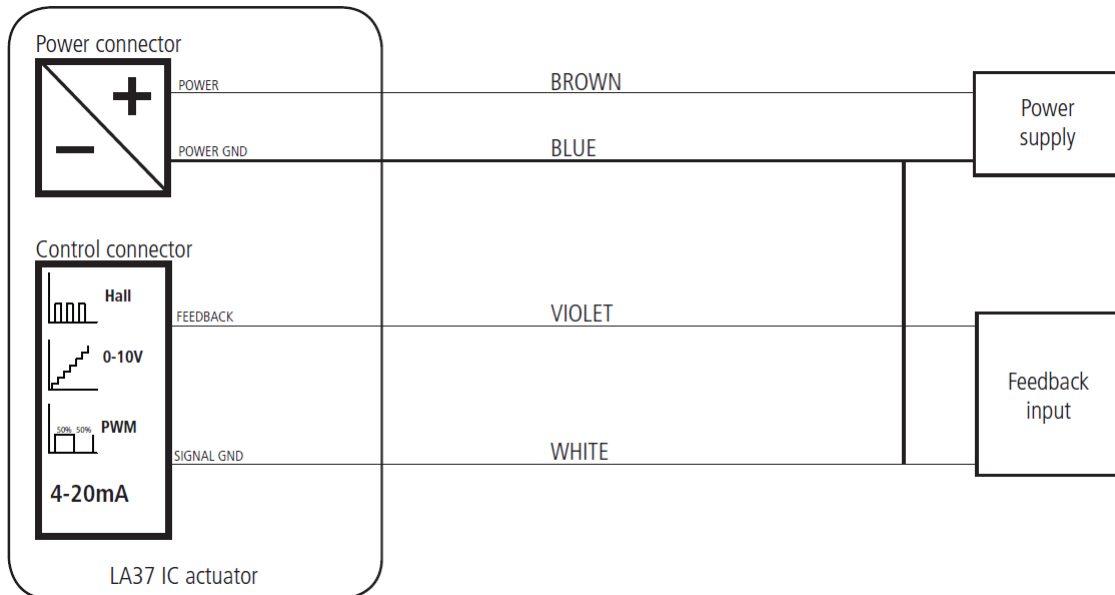 Power connector
+
−
POWER
BROWN
POWER GND
BLUE
Power
supply
Control connector
Hall
FEEDBACK
VIOLET
0-10V
Feedback
input
50% 50%
PWM
SIGNAL GND
WHITE
4-20mA
LA37 IC actuator